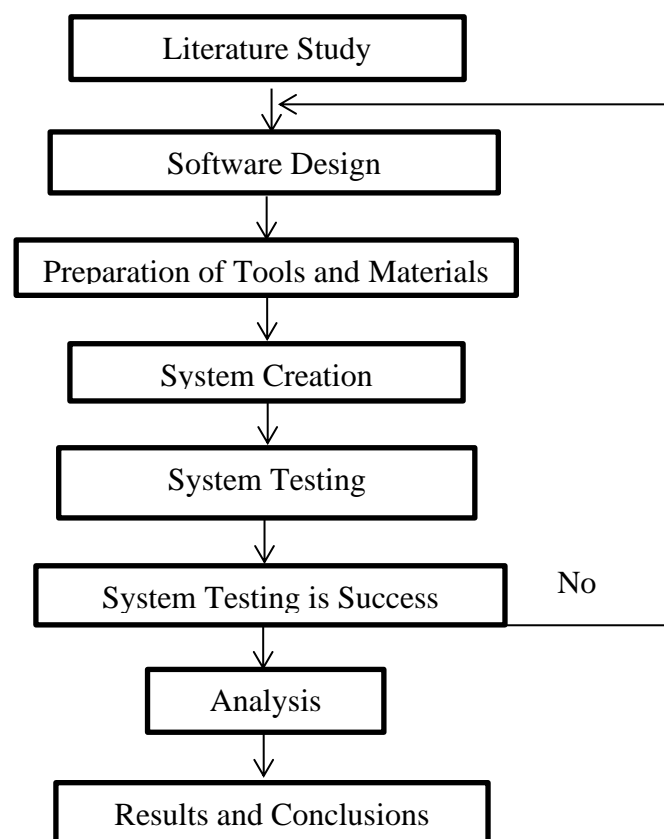 Literature Study
Software Design
Preparation of Tools and Materials
System Creation
System Testing
System Testing is Success
No
Analysis
Results and Conclusions